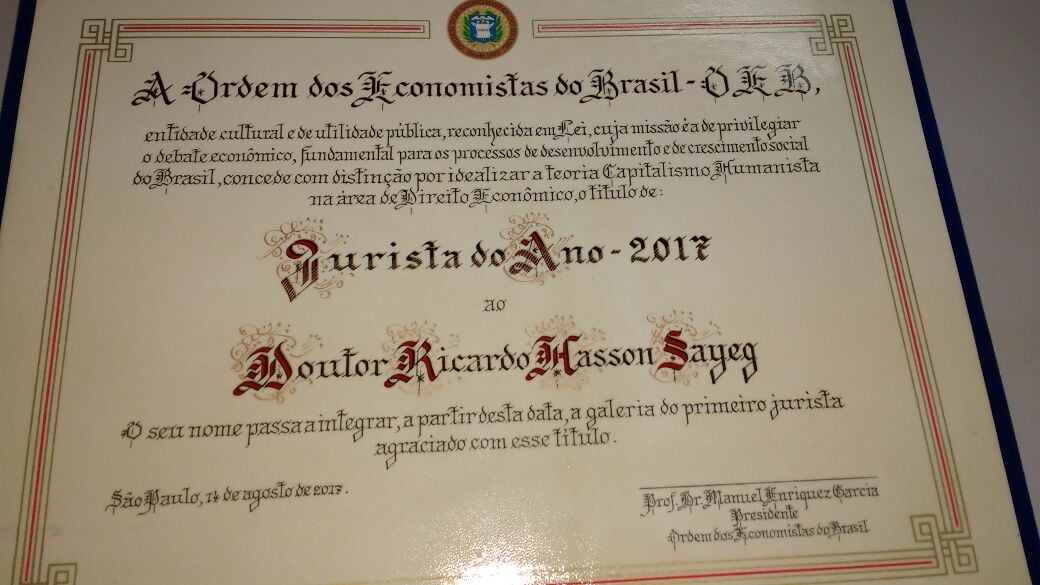 A Ordem dos Economistas do Brasil - O E B,
entidade cultural e de utilidade pública, reconhecida em Lei, cuja missão é a de privilegiar
o debate econômico, fundamental para os processos de desenvolvimento e de crescimento social
do Brasil, concede com distinção por idealizar a teoria Capitalismo Humanista
na área de Direito Econômico, o título de:
Jurista do Ano - 2017
ao
Doutor Ricardo Hasson Sayeg
O seu nome passa a integrar, a partir desta data, a galeria do primeiro jurista
agraciado com esse título.
São Paulo, 14 de agosto de 2017.
Prof. Dr. Manuel Enriquez Garcia
Presidente
Ordem dos Economistas do Brasil